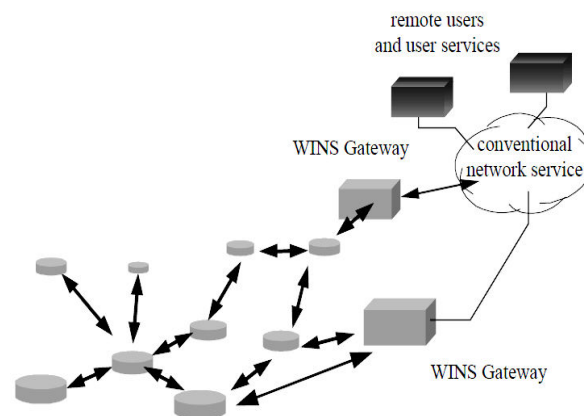 remote users
and user services
WINS Gateway
conventional
network service
WINS Gateway